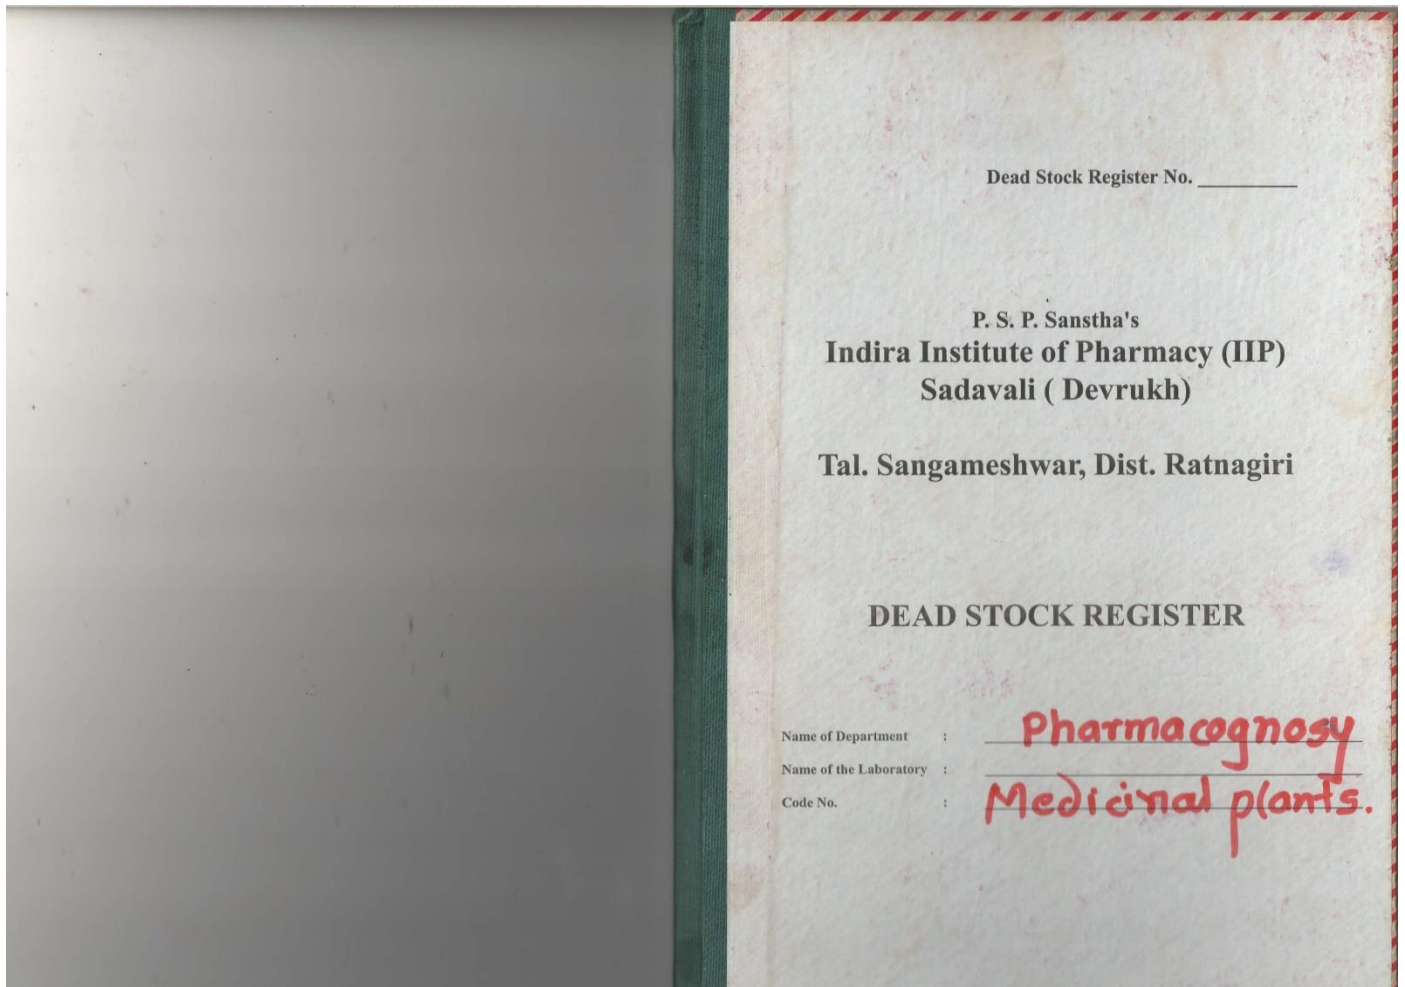 Dead Stock Register No. __________
P. S. P. Sanstha's
Indira Institute of Pharmacy (IIP)
Sadavali ( Devrukh)
Tal. Sangameshwar, Dist. Ratnagiri
DEAD STOCK REGISTER
Name of Department : Pharmacognosy
Name of the Laboratory :
Code No. : Medicinal plants.